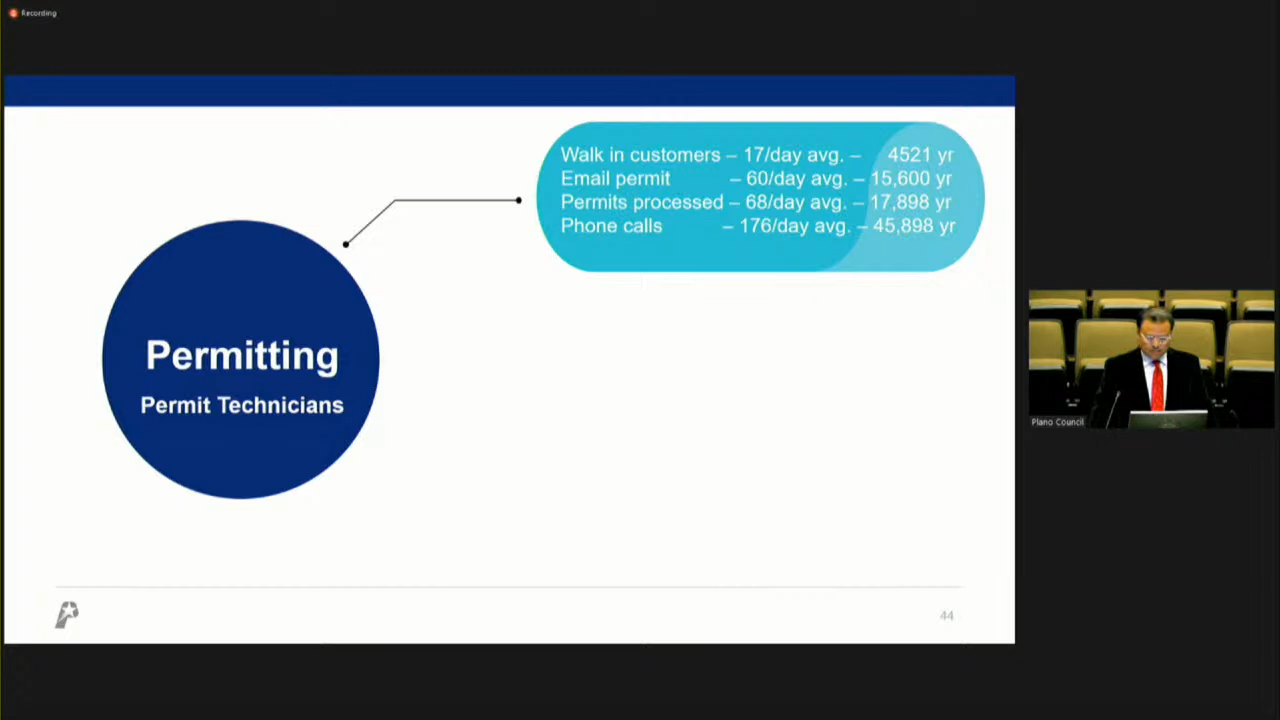 Recording
Walk in customers – 17/day avg. – 4521 yr
Email permit – 60/day avg. – 15,600 yr
Permits processed – 68/day avg. – 17,898 yr
Phone calls – 176/day avg. – 45,898 yr
Permitting
Permit Technicians
Plano Council
44